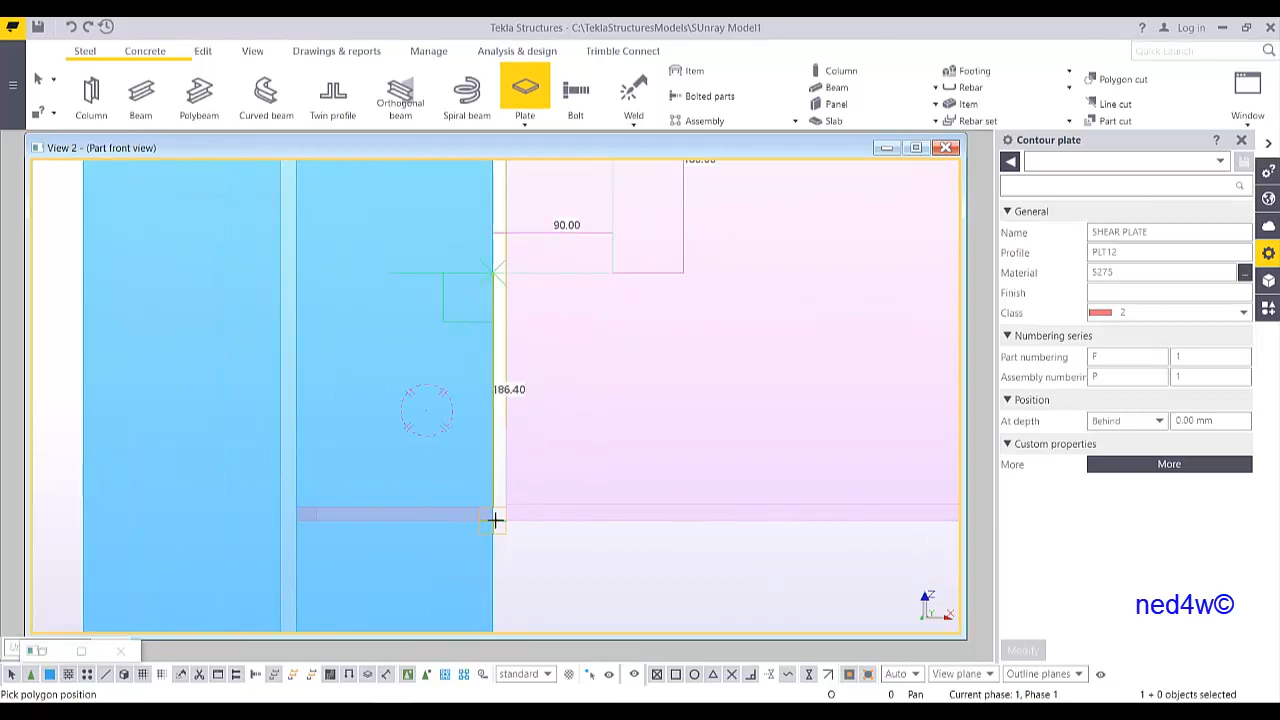 Tekla Structures - C:\TeklaStructuresModels\SUnray Model1
Log in
Steel Concrete Edit View Drawings & reports Manage Analysis & design Trimble Connect
Quick Launch
Column Beam Polybeam Curved beam Twin profile Orthogonal beam Spiral beam Plate Bolt Weld
Item
Bolted parts
Assembly
Column
Beam
Panel
Slab
Footing
Rebar
Item
Rebar set
Polygon cut
Line cut
Part cut
Window
View 2 - (Part front view)
90.00
186.40
Z
Contour plate
General
Name SHEAR PLATE
Profile PLT12
Material S275
...
Finish
Class 2
Numbering series
Part numbering F 1
Assembly numberin P 1
Position
At depth Behind 0.00 mm
Custom properties
More More
ned4w©
Modify
standard Auto View plane Outline planes
Pick polygon position O 0 Pan Current phase: 1, Phase 1 1 + 0 objects selected